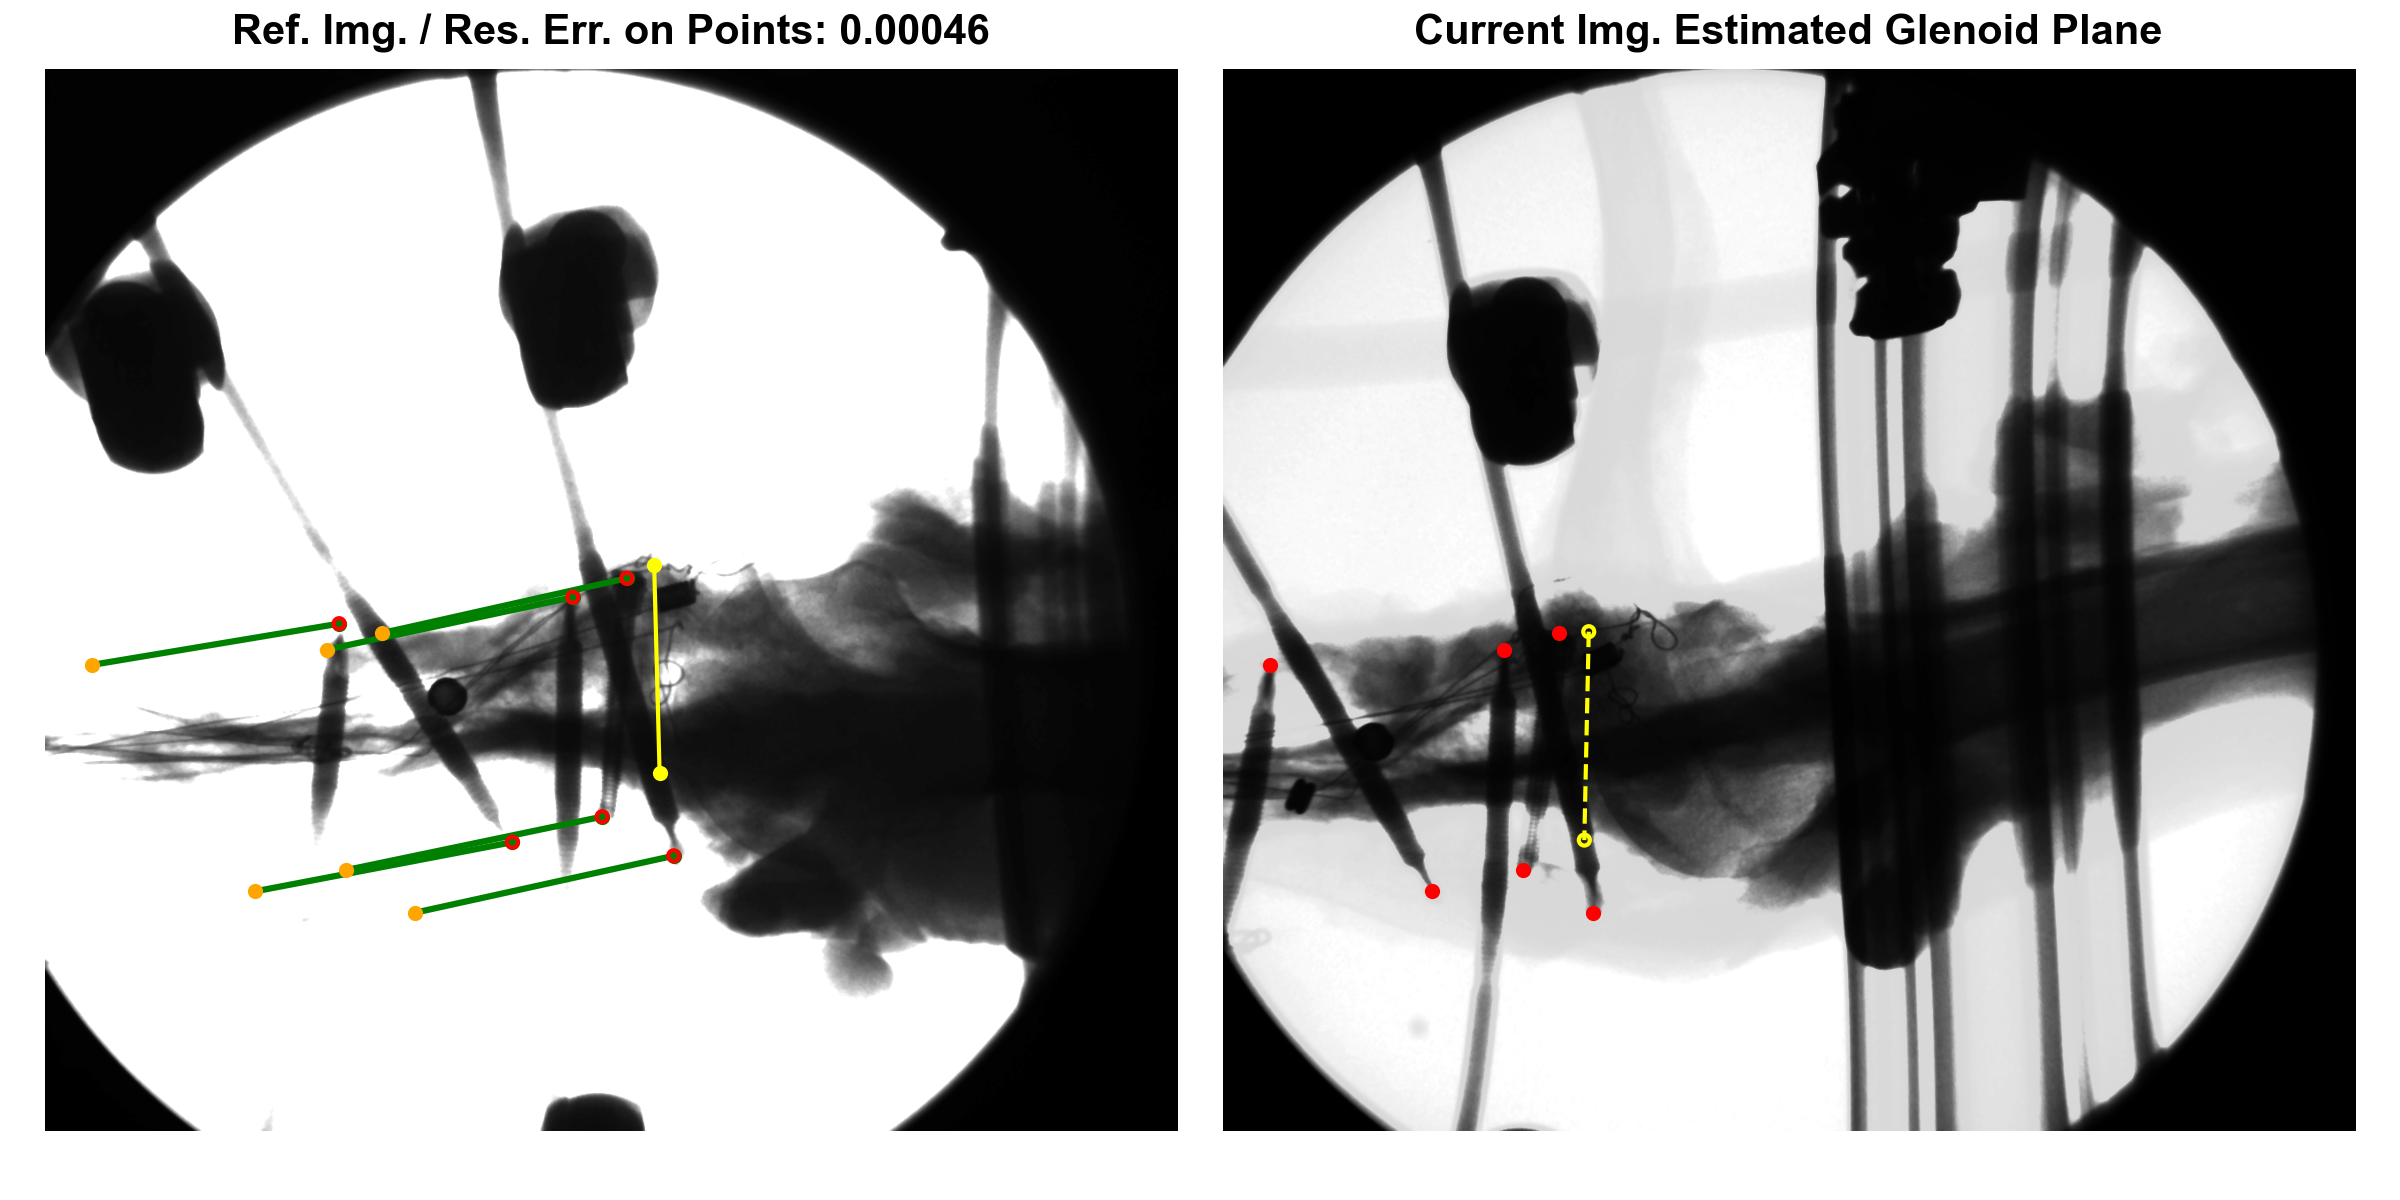 Ref. Img. / Res. Err. on Points: 0.00046
Current Img. Estimated Glenoid Plane